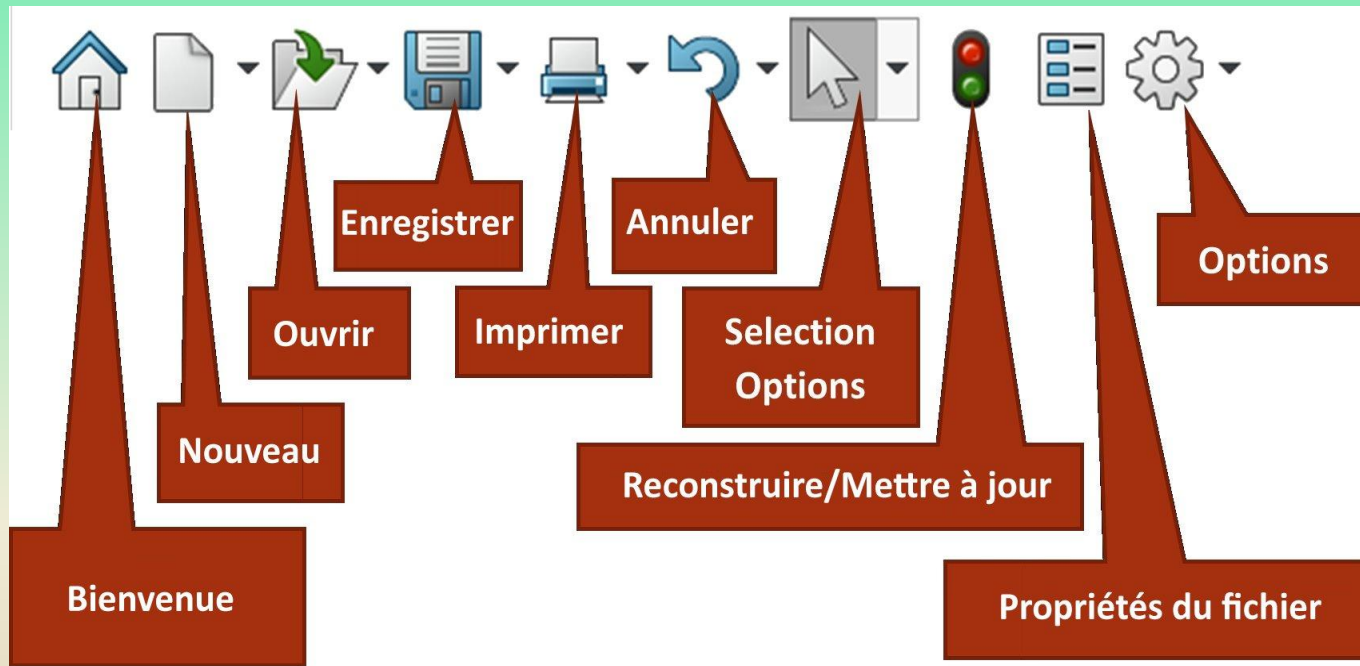 Enregistrer
Annuler
Options
Ouvrir
Imprimer
Selection
Options
Nouveau
Reconstruire/Mettre à jour
Bienvenue
Propriétés du fichier